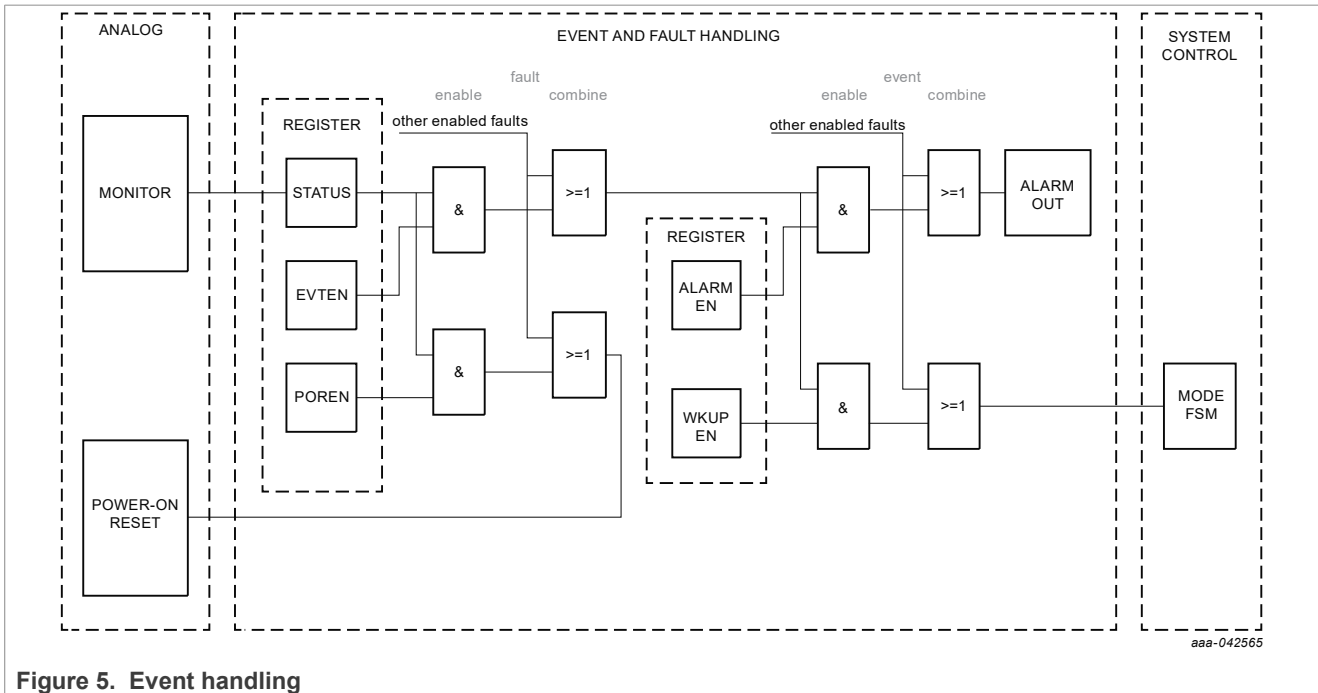 ANALOG
EVENT AND FAULT HANDLING
SYSTEM
CONTROL
fault
enable
combine
other enabled faults
event
enable
combine
other enabled faults
REGISTER
MONITOR
STATUS
&
>=1
&
>=1
ALARM
OUT
REGISTER
EVTEN
ALARM
EN
>=1
&
POREN
WKUP
EN
&
>=1
MODE
FSM
POWER-ON
RESET
aaa-042565
Figure 5. Event handling